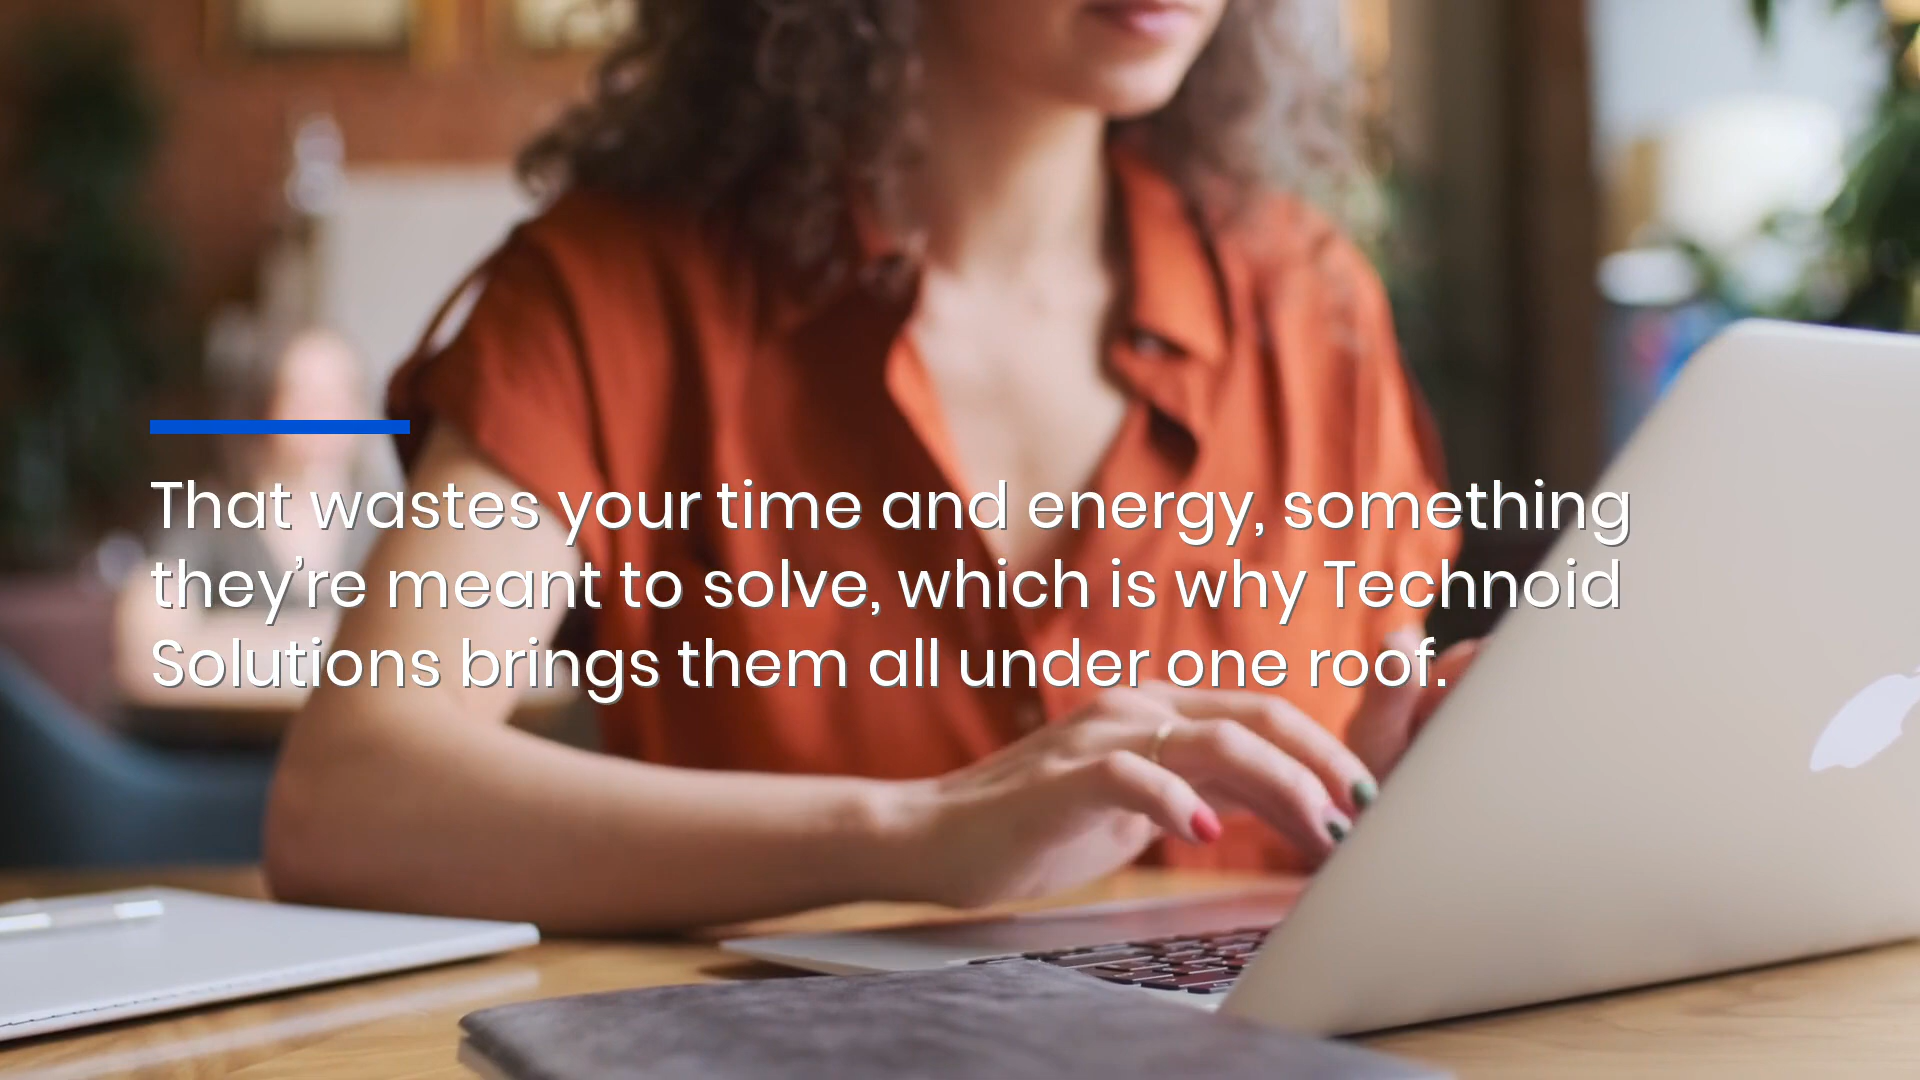 That wastes your time and energy, something
they’re meant to solve, which is why Technoid
Solutions brings them all under one roof.